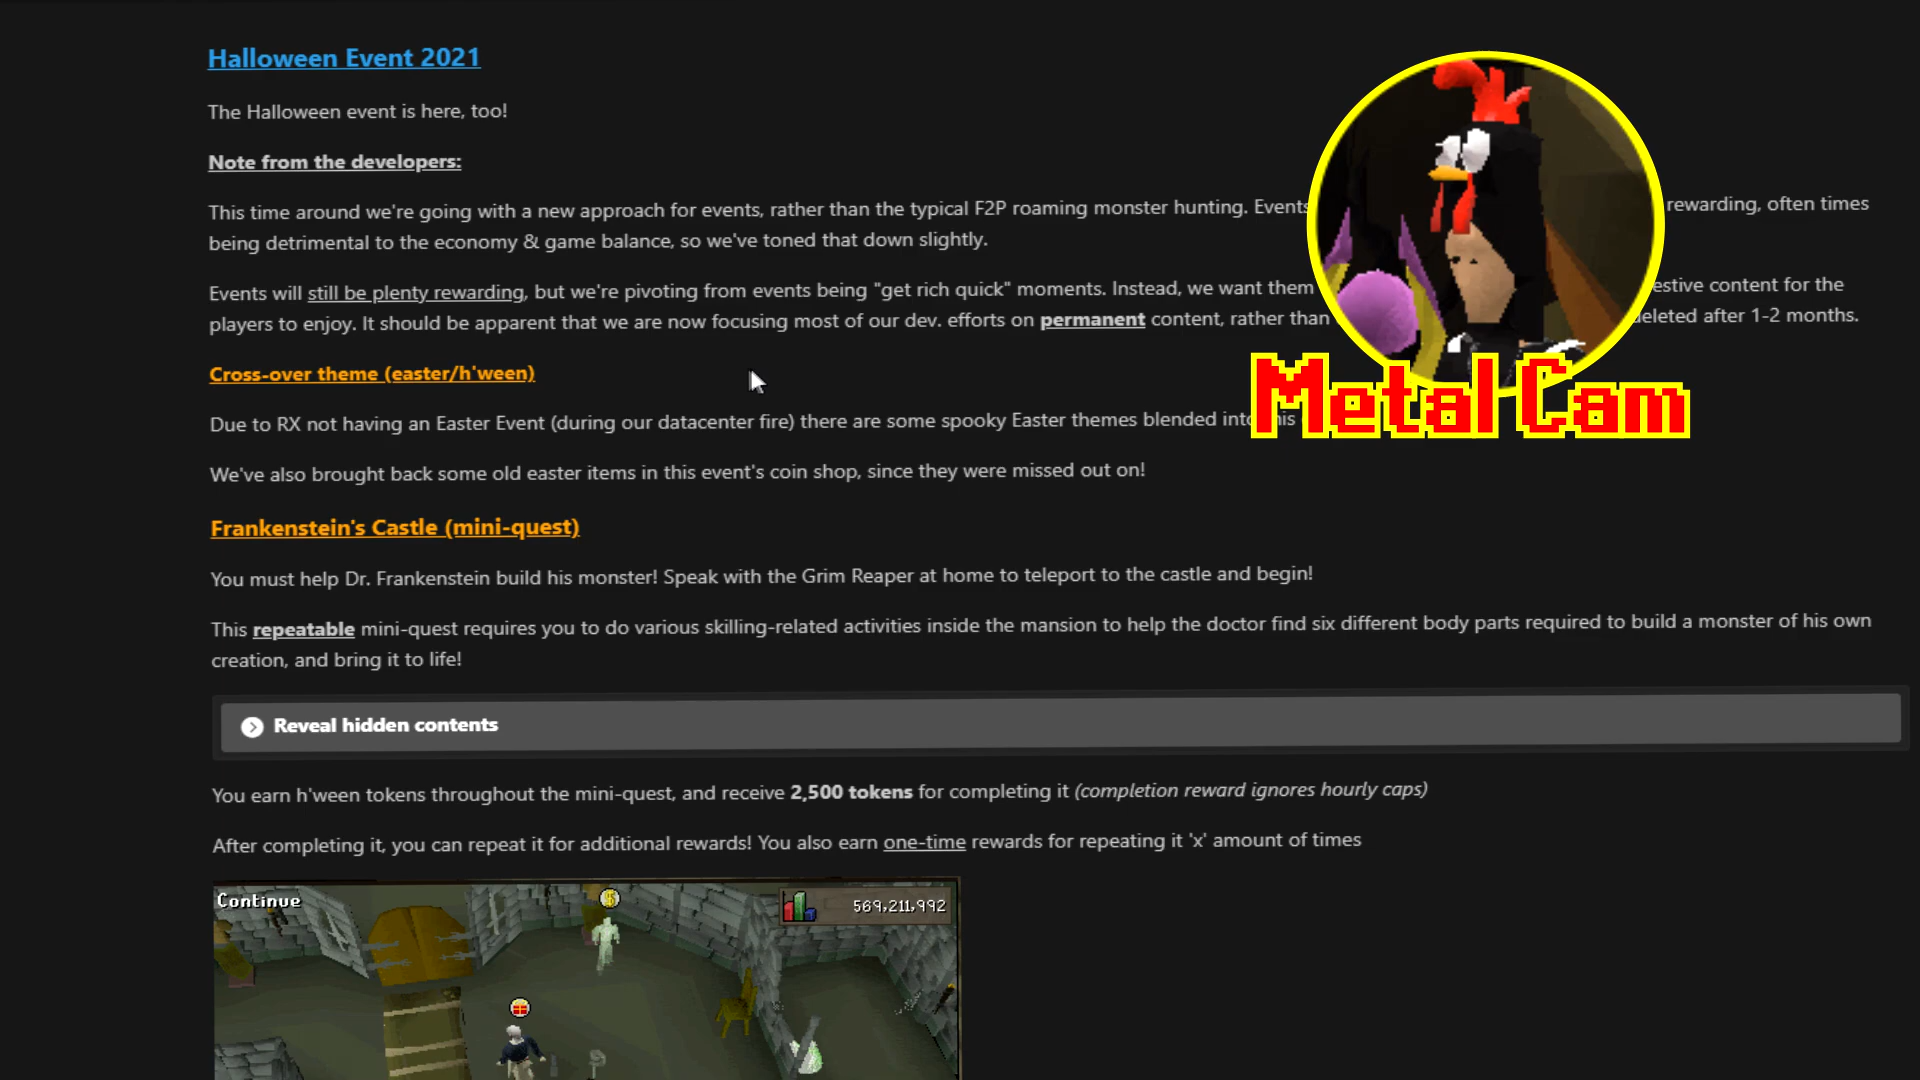 Halloween Event 2021
The Halloween event is here, too!
Note from the developers:
This time around we're going with a new approach for events, rather than the typical F2P roaming monster hunting. Events rewarding, often times
being detrimental to the economy & game balance, so we've toned that down slightly.
Events will still be plenty rewarding, but we're pivoting from events being "get rich quick" moments. Instead, we want them estive content for the
players to enjoy. It should be apparent that we are now focusing most of our dev. efforts on permanent content, rather than deleted after 1-2 months.
Metal Cam
Cross-over theme (easter/h'ween)
Due to RX not having an Easter Event (during our datacenter fire) there are some spooky Easter themes blended into his
We've also brought back some old easter items in this event's coin shop, since they were missed out on!
Frankenstein's Castle (mini-quest)
You must help Dr. Frankenstein build his monster! Speak with the Grim Reaper at home to teleport to the castle and begin!
This repeatable mini-quest requires you to do various skilling-related activities inside the mansion to help the doctor find six different body parts required to build a monster of his own
creation, and bring it to life!
Reveal hidden contents
You earn h'ween tokens throughout the mini-quest, and receive 2,500 tokens for completing it (completion reward ignores hourly caps)
After completing it, you can repeat it for additional rewards! You also earn one-time rewards for repeating it 'x' amount of times
Continue
569,211,992